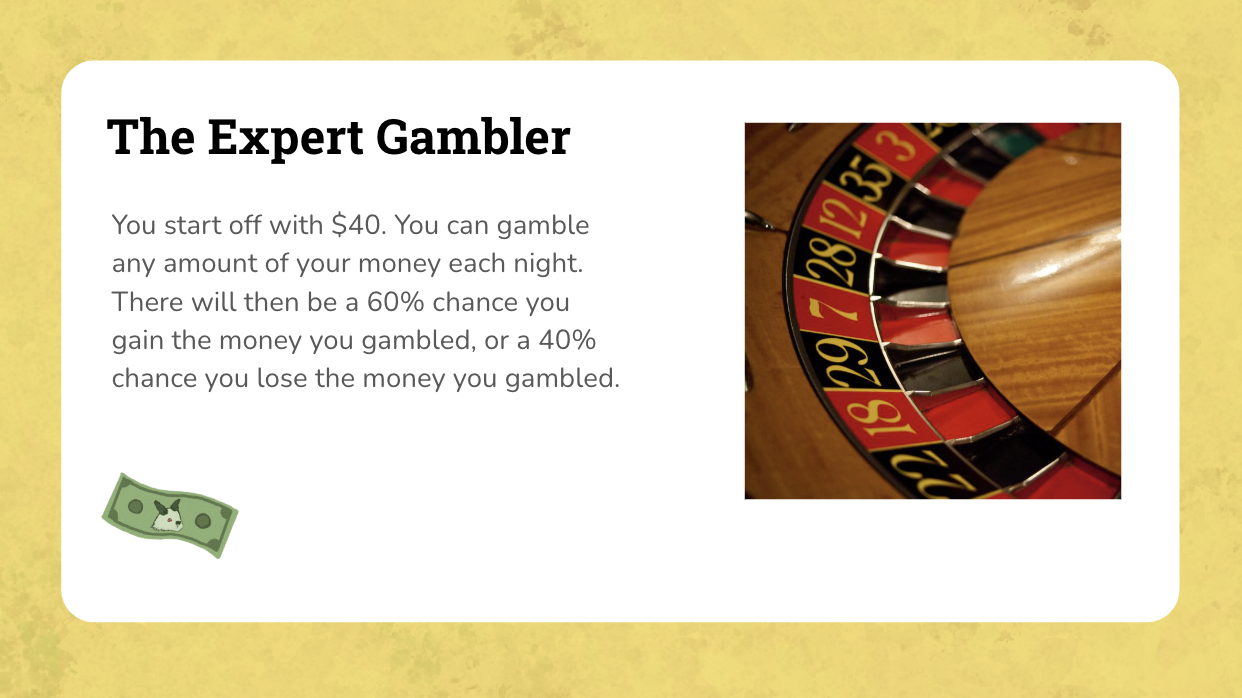 The Expert Gambler
You start off with $40. You can gamble
any amount of your money each night.
There will then be a 60% chance you
gain the money you gambled, or a 40%
chance you lose the money you gambled.
3
35
12
28
7
29
18
22